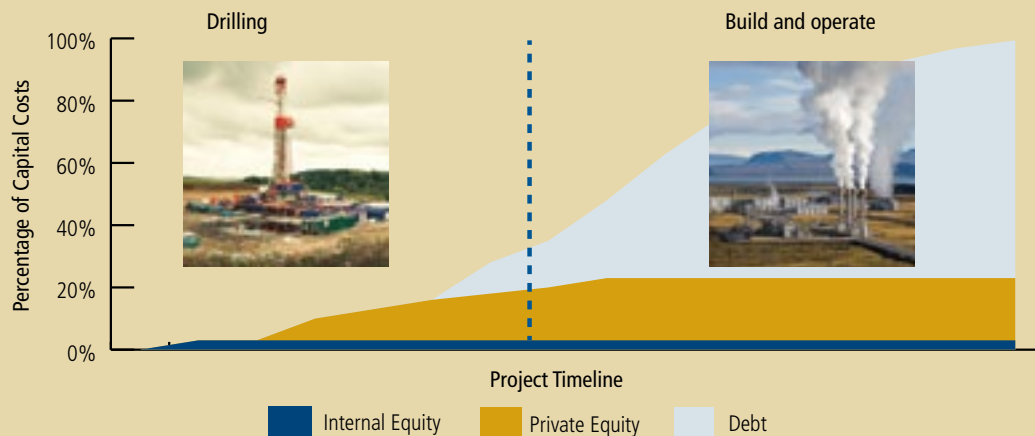 Drilling
Build and operate
100%
80%
60%
40%
20%
0%
Percentage of Capital Costs
Project Timeline
Internal Equity
Private Equity
Debt